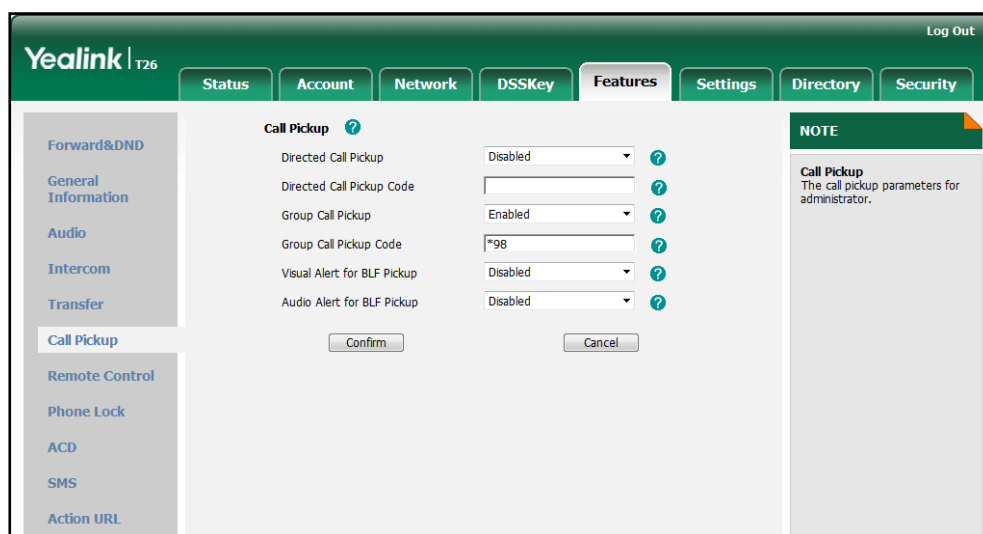 Log Out
Yealink | T26
Status Account Network DSSKey Features Settings Directory Security
Forward&DND
General
Information
Audio
Intercom
Transfer
Call Pickup
Remote Control
Phone Lock
ACD
SMS
Action URL
Call Pickup ?
Directed Call Pickup Disabled ?
Directed Call Pickup Code ?
Group Call Pickup Enabled ?
Group Call Pickup Code *98 ?
Visual Alert for BLF Pickup Disabled ?
Audio Alert for BLF Pickup Disabled ?
Confirm Cancel
NOTE
Call Pickup
The call pickup parameters for
administrator.